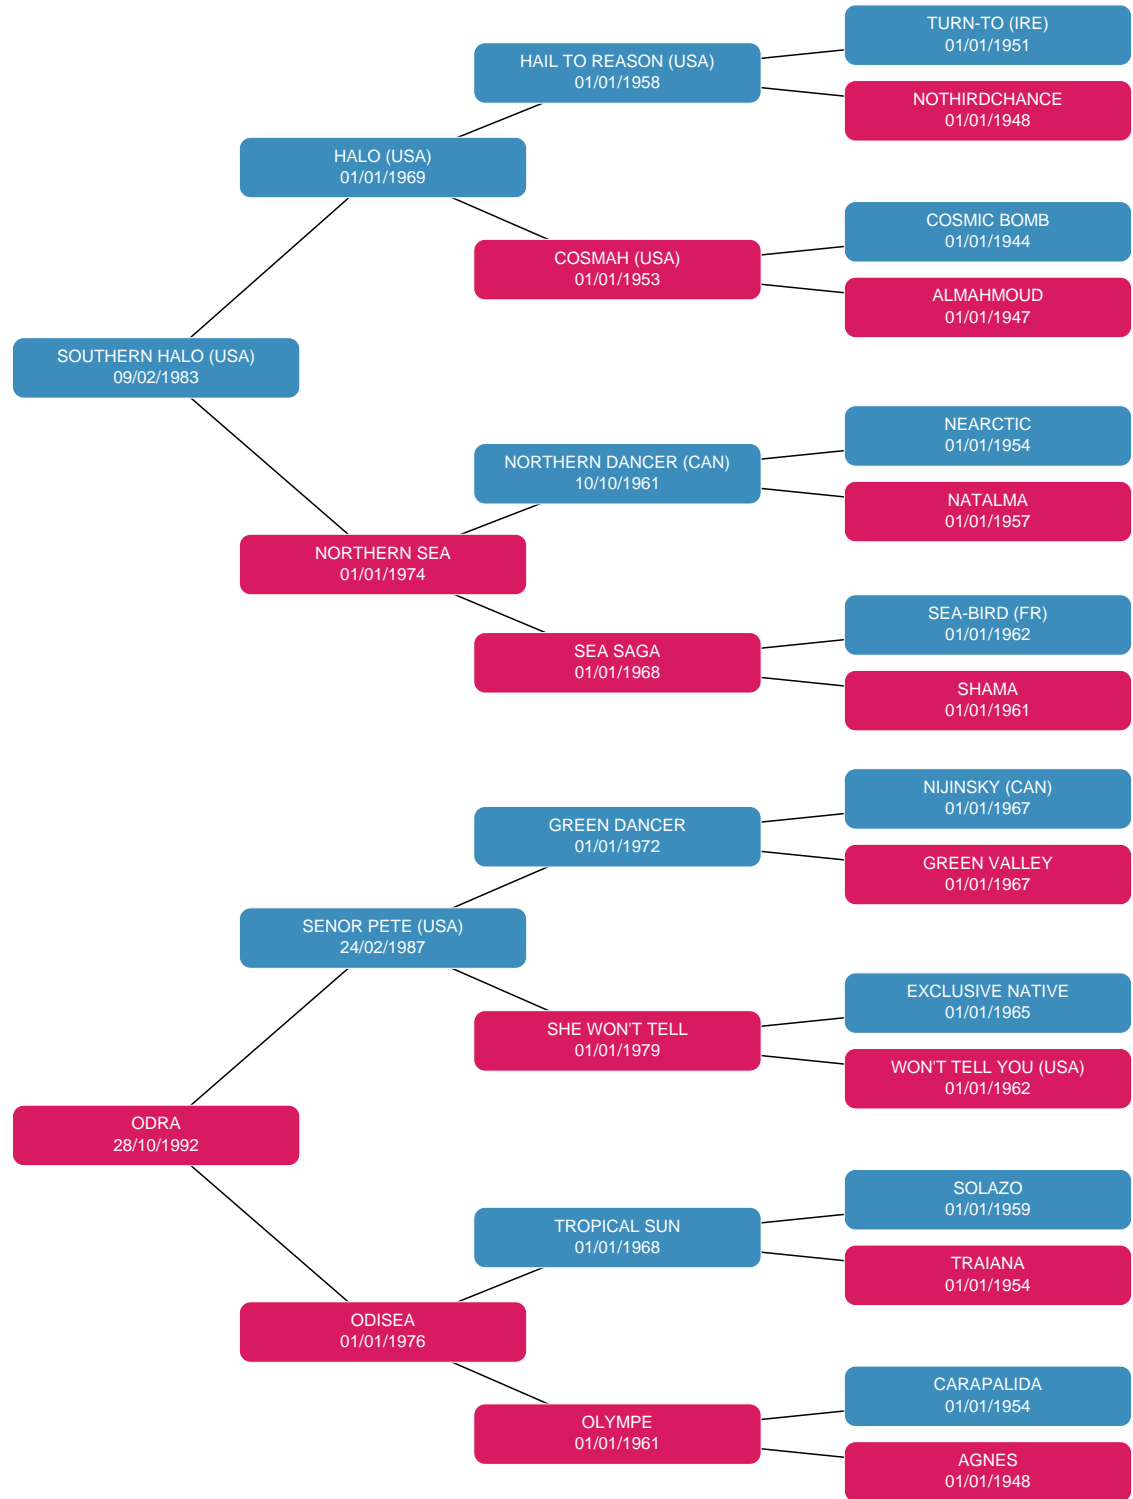 TURN-TO (IRE)
01/01/1951
HAIL TO REASON (USA)
01/01/1958
NOTHIRDCHANCE
01/01/1948
HALO (USA)
01/01/1969
COSMIC BOMB
01/01/1944
COSMAH (USA)
01/01/1953
ALMAHMOUD
01/01/1947
SOUTHERN HALO (USA)
09/02/1983
NEARCTIC
01/01/1954
NORTHERN DANCER (CAN)
10/10/1961
NATALMA
01/01/1957
NORTHERN SEA
01/01/1974
SEA-BIRD (FR)
01/01/1962
SEA SAGA
01/01/1968
SHAMA
01/01/1961
NIJINSKY (CAN)
01/01/1967
GREEN DANCER
01/01/1972
GREEN VALLEY
01/01/1967
SENOR PETE (USA)
24/02/1987
EXCLUSIVE NATIVE
01/01/1965
SHE WON'T TELL
01/01/1979
WON'T TELL YOU (USA)
01/01/1962
ODRA
28/10/1992
SOLAZO
01/01/1959
TROPICAL SUN
01/01/1968
TRAIANA
01/01/1954
ODISEA
01/01/1976
CARAPALIDA
01/01/1954
OLYMPE
01/01/1961
AGNES
01/01/1948